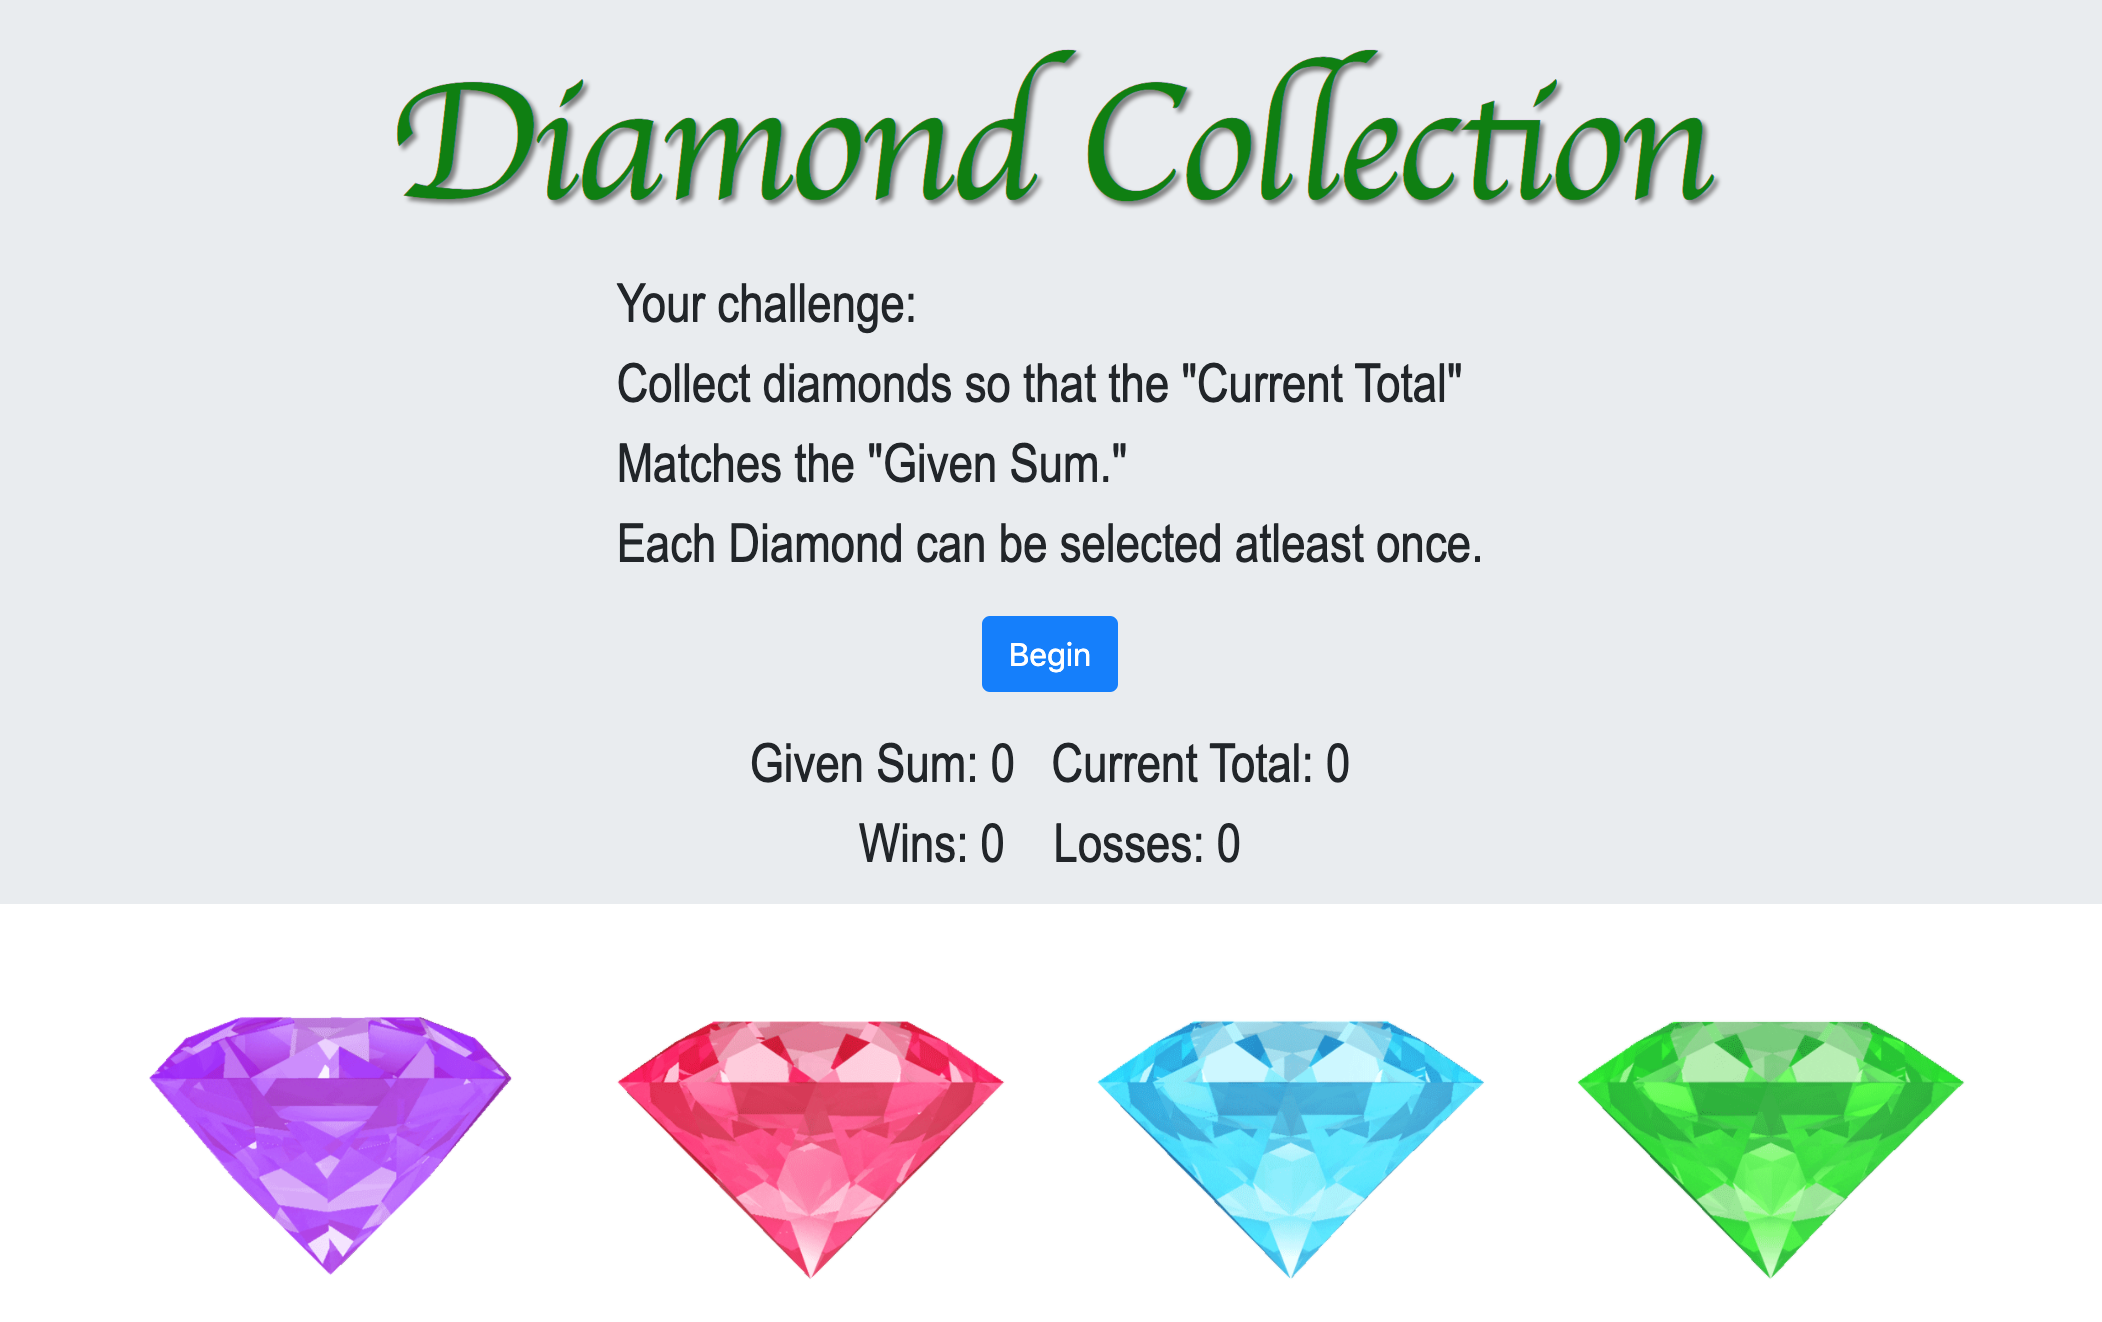 Diamond Collection
Your challenge:
Collect diamonds so that the "Current Total"
Matches the "Given Sum."
Each Diamond can be selected atleast once.
Begin
Given Sum: 0 Current Total: 0
Wins: 0 Losses: 0